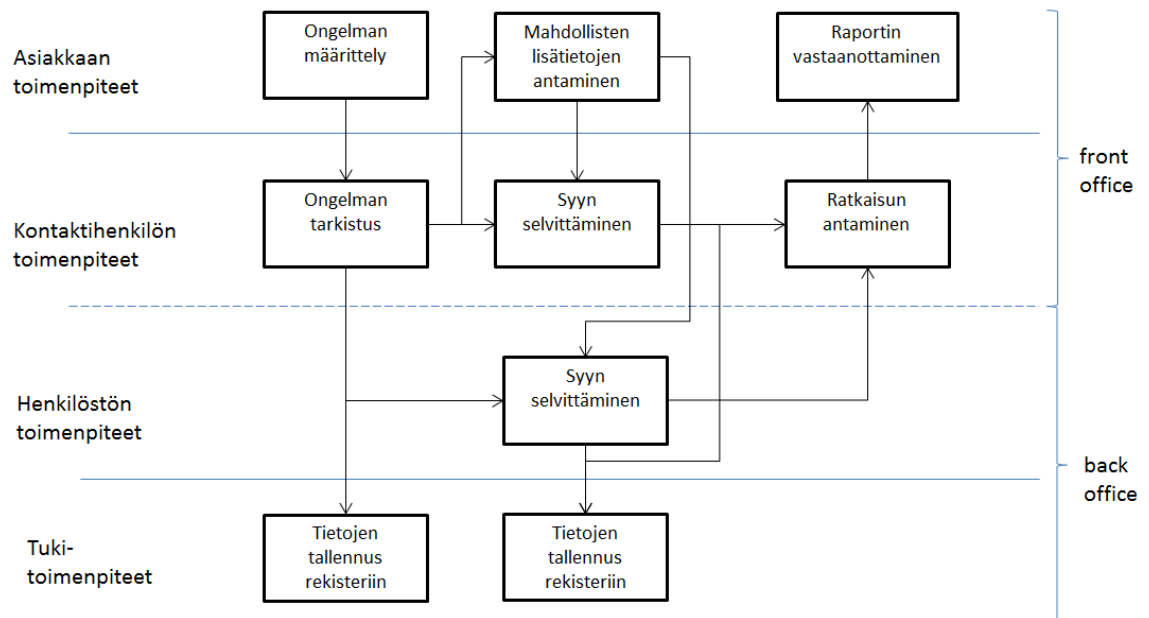 Asiakkaan
toimenpiteet
Ongelman
määrittely
Mahdollisten
lisätietojen
antaminen
Raportin
vastaanottaminen
front
office
Kontaktihenkilön
toimenpiteet
Ongelman
tarkistus
Syyn
selvittäminen
Ratkaisun
antaminen
Henkilöstön
toimenpiteet
Syyn
selvittäminen
back
office
Tuki-
toimenpiteet
Tietojen
tallennus
rekisteriin
Tietojen
tallennus
rekisteriin